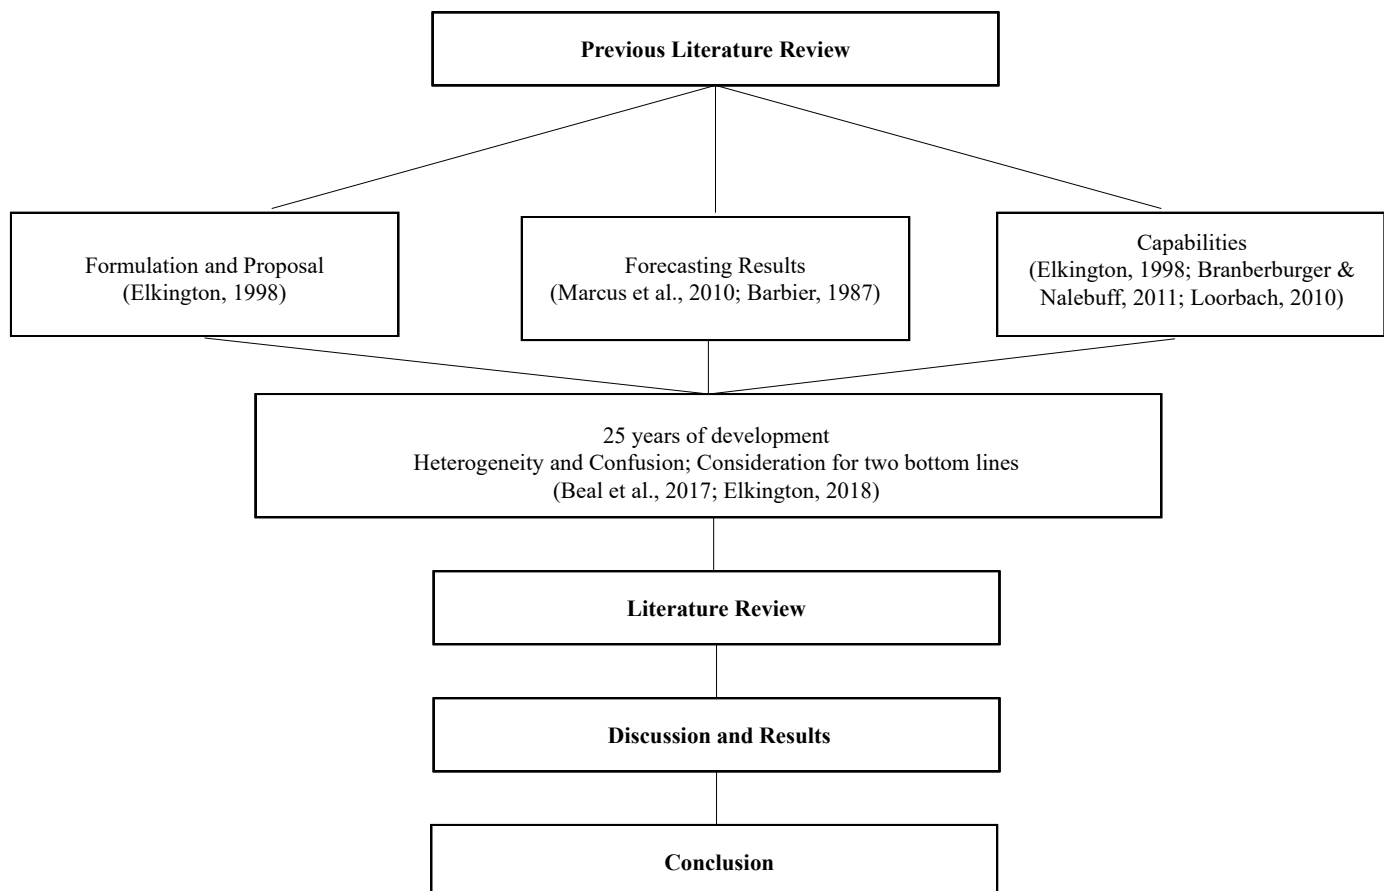 Previous Literature Review
Formulation and Proposal
(Elkington, 1998)
Forecasting Results
(Marcus et al., 2010; Barbier, 1987)
Capabilities
(Elkington, 1998; Branberburger &
Nalebuff, 2011; Loorbach, 2010)
25 years of development
Heterogeneity and Confusion; Consideration for two bottom lines
(Beal et al., 2017; Elkington, 2018)
Literature Review
Discussion and Results
Conclusion